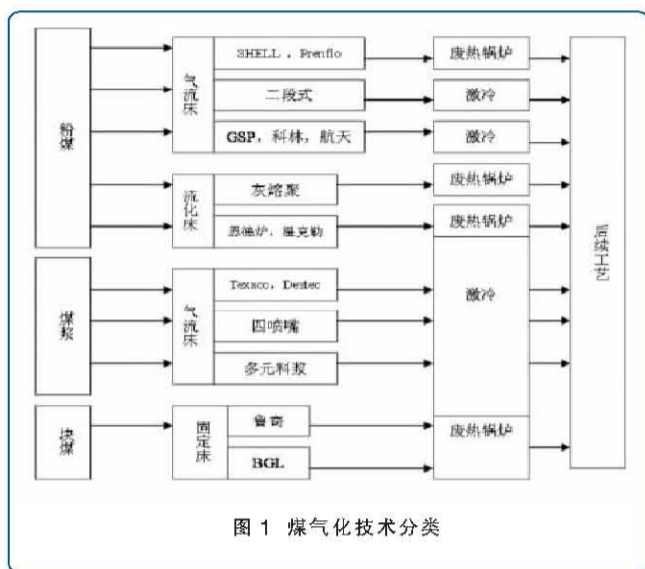 粉煤
气流床
SHELL，Prenflo
废热锅炉
二段式
激冷
GSP，科林，航天
激冷
流化床
灰熔聚
废热锅炉
恩德炉，温克勒
废热锅炉
后续工艺
煤浆
气流床
Texaco，Destec
激冷
四喷嘴
多元料浆
块煤
固定床
鲁奇
废热锅炉
BGL
图 1 煤气化技术分类